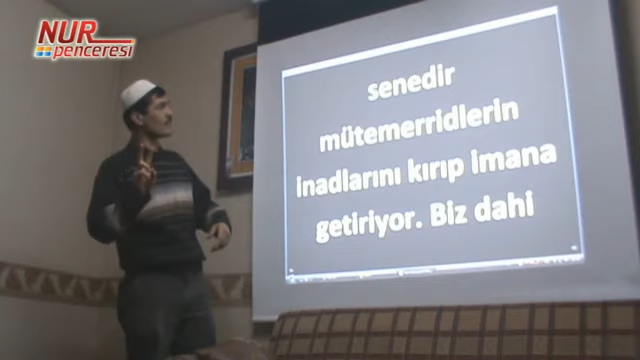 NUR
penceresi
senedir
mütemerridlerin
inadlarını kırıp imana
getiriyor. Biz dahi